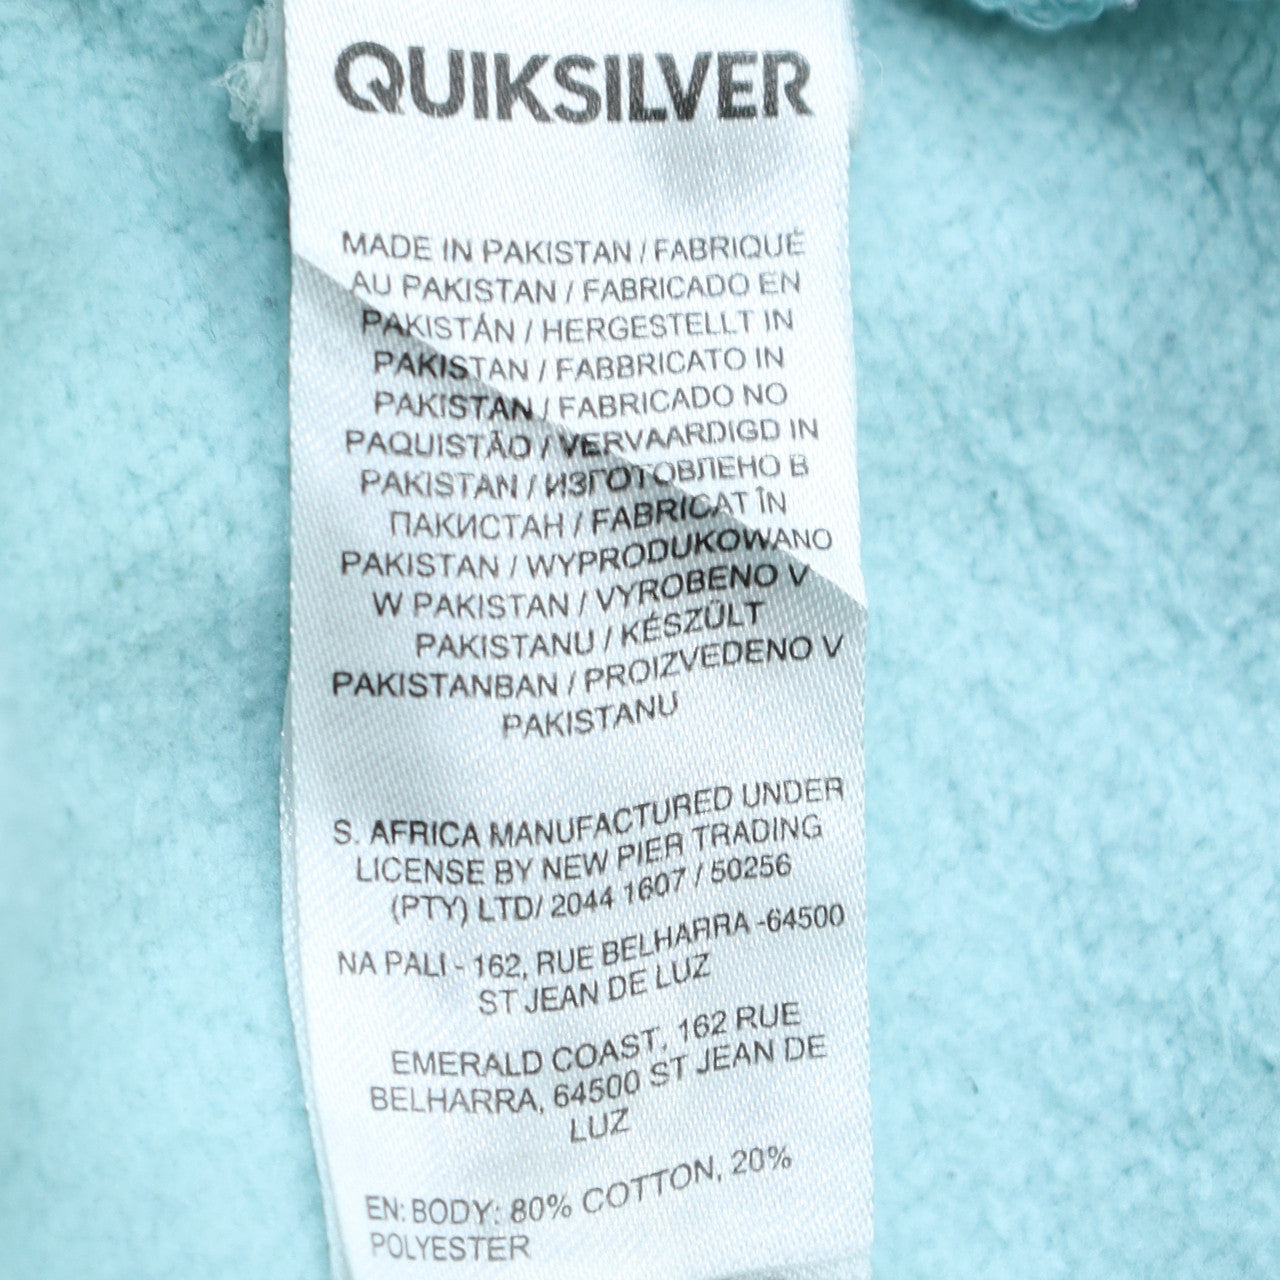 QUIKSILVER
MADE IN PAKISTAN / FABRIQUÉ
AU PAKISTAN / FABRICADO EN
PAKISTÁN / HERGESTELLT IN
PAKISTAN / FABBRICATO IN
PAKISTAN / FABRICADO NO
PAQUISTÃO / VERVAARDIGD IN
PAKISTAN / ИЗГОТОВЛЕНО В
ПАКИСТАН / FABRICAT ÎN
PAKISTAN / WYPRODUKOWANO
W PAKISTAN / VYROBENO V
PAKISTANU / KÉSZÜLT
PAKISTANBAN / PROIZVEDENO V
PAKISTANU
S. AFRICA MANUFACTURED UNDER
LICENSE BY NEW PIER TRADING
(PTY) LTD/ 2044 1607 / 50256
NA PALI - 162, RUE BELHARRA -64500
ST JEAN DE LUZ
EMERALD COAST, 162 RUE
BELHARRA, 64500 ST JEAN DE
LUZ
EN: BODY: 80% COTTON, 20%
POLYESTER